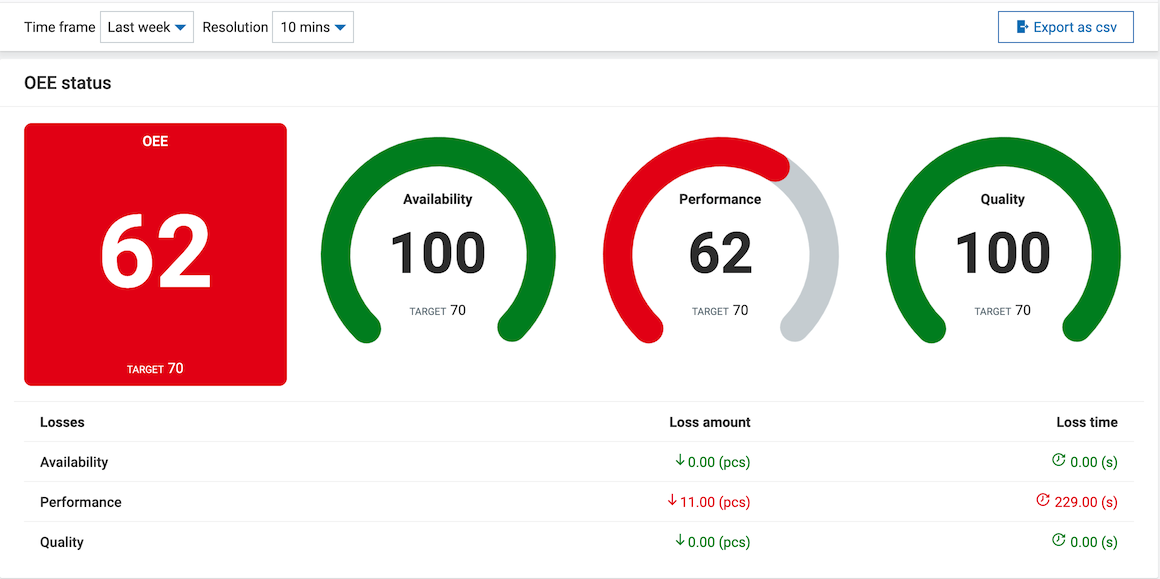 Time frame Last week Resolution 10 mins Export as csv
OEE status
OEE
62
TARGET 70
Availability
100
TARGET 70
Performance
62
TARGET 70
Quality
100
TARGET 70
Losses Loss amount Loss time
Availability 0.00 (pcs) 0.00 (s)
Performance 11.00 (pcs) 229.00 (s)
Quality 0.00 (pcs) 0.00 (s)